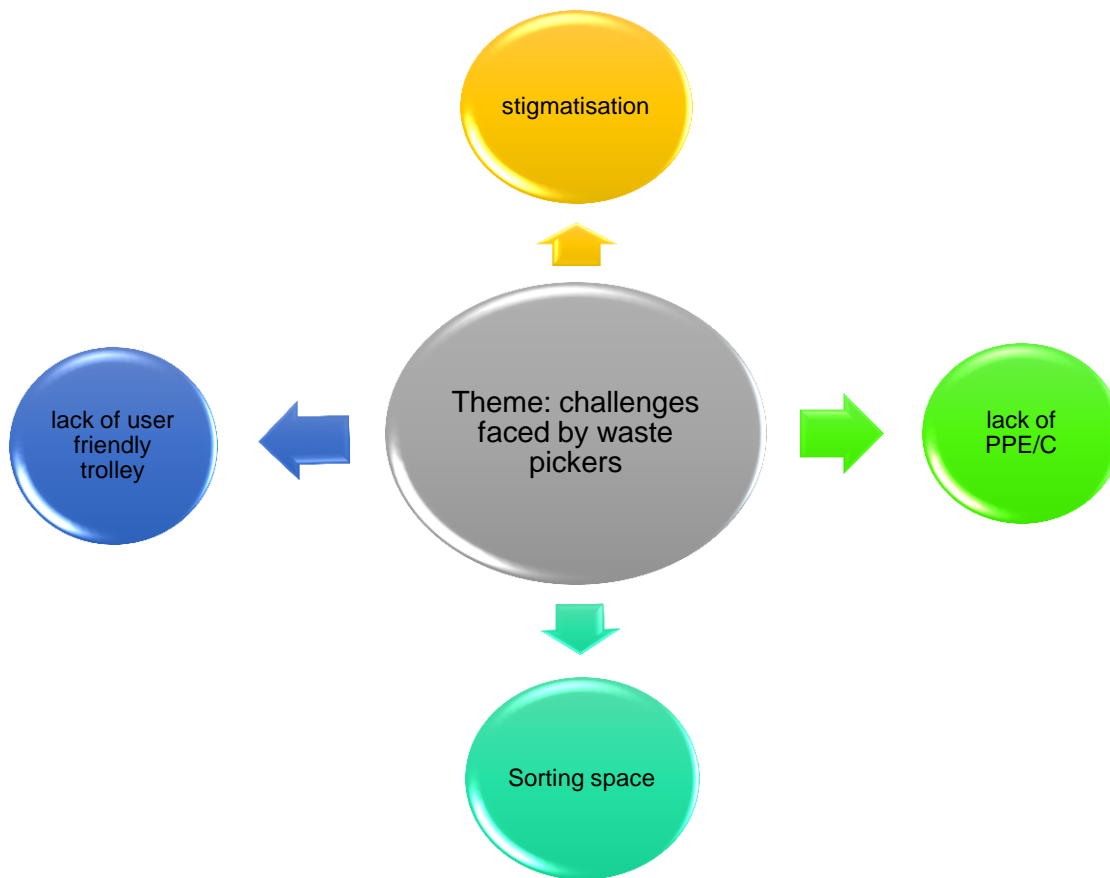 stigmatisation
lack of user
friendly
trolley
Theme: challenges
faced by waste
pickers
lack of
PPE/C
Sorting space